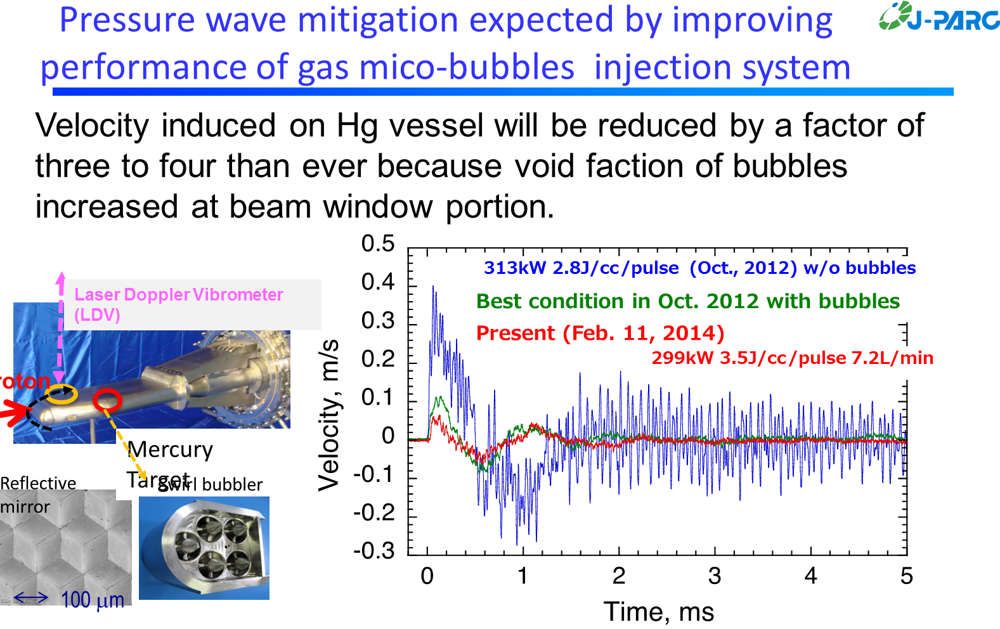 Pressure wave mitigation expected by improving
performance of gas mico-bubbles injection system
J-PARC
Velocity induced on Hg vessel will be reduced by a factor of
three to four than ever because void faction of bubbles
increased at beam window portion.
Laser Doppler Vibrometer
(LDV)
roton
Mercury
Target
Swirl bubbler
Reflective
mirror
100 μm
313kW 2.8J/cc/pulse (Oct., 2012) w/o bubbles
Best condition in Oct. 2012 with bubbles
Present (Feb. 11, 2014)
299kW 3.5J/cc/pulse 7.2L/min
Velocity, m/s
0.5
0.4
0.3
0.2
0.1
0
-0.1
-0.2
-0.3
0 1 2 3 4 5
Time, ms